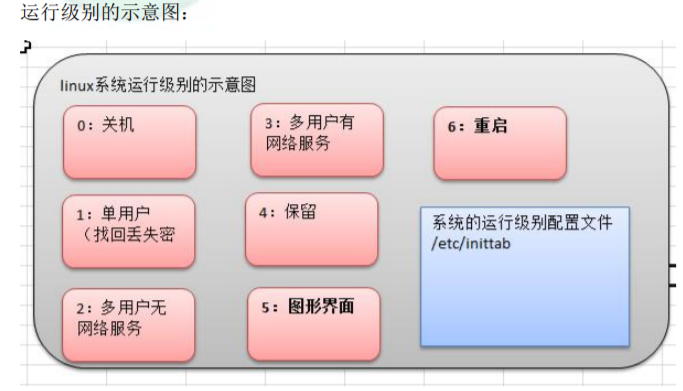 运行级别的示意图：
linux系统运行级别的示意图
0：关机
1：单用户
（找回丢失密
2：多用户无
网络服务
3：多用户有
网络服务
4：保留
5：图形界面
6：重启
系统的运行级别配置文件
/etc/inittab